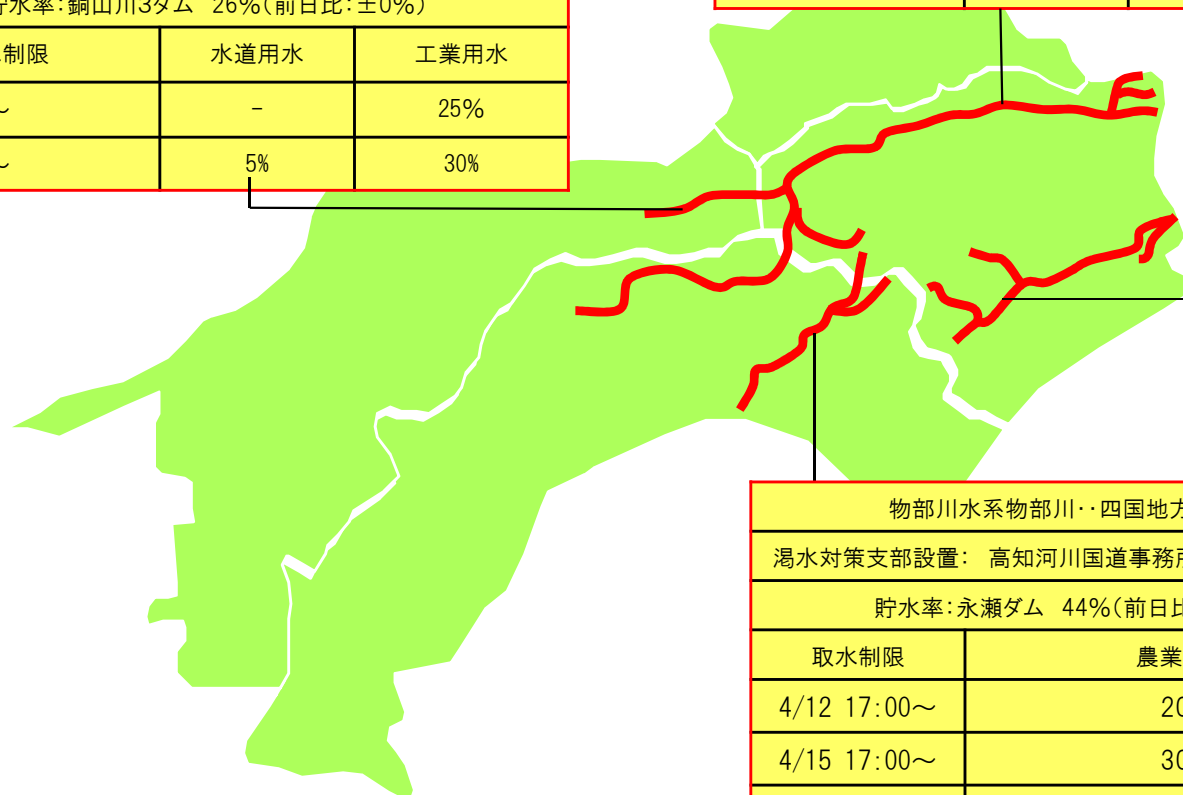 貯水率:銅山川3ダム 26%(前日比:±0%)
制限 水道用水 工業用水
～ － 25%
～ 5% 30%
物部川水系物部川‥四国地方
渇水対策支部設置: 高知河川国道事務所
貯水率:永瀬ダム 44%(前日比
取水制限 農業
4/12 17:00～ 20
4/15 17:00～ 30